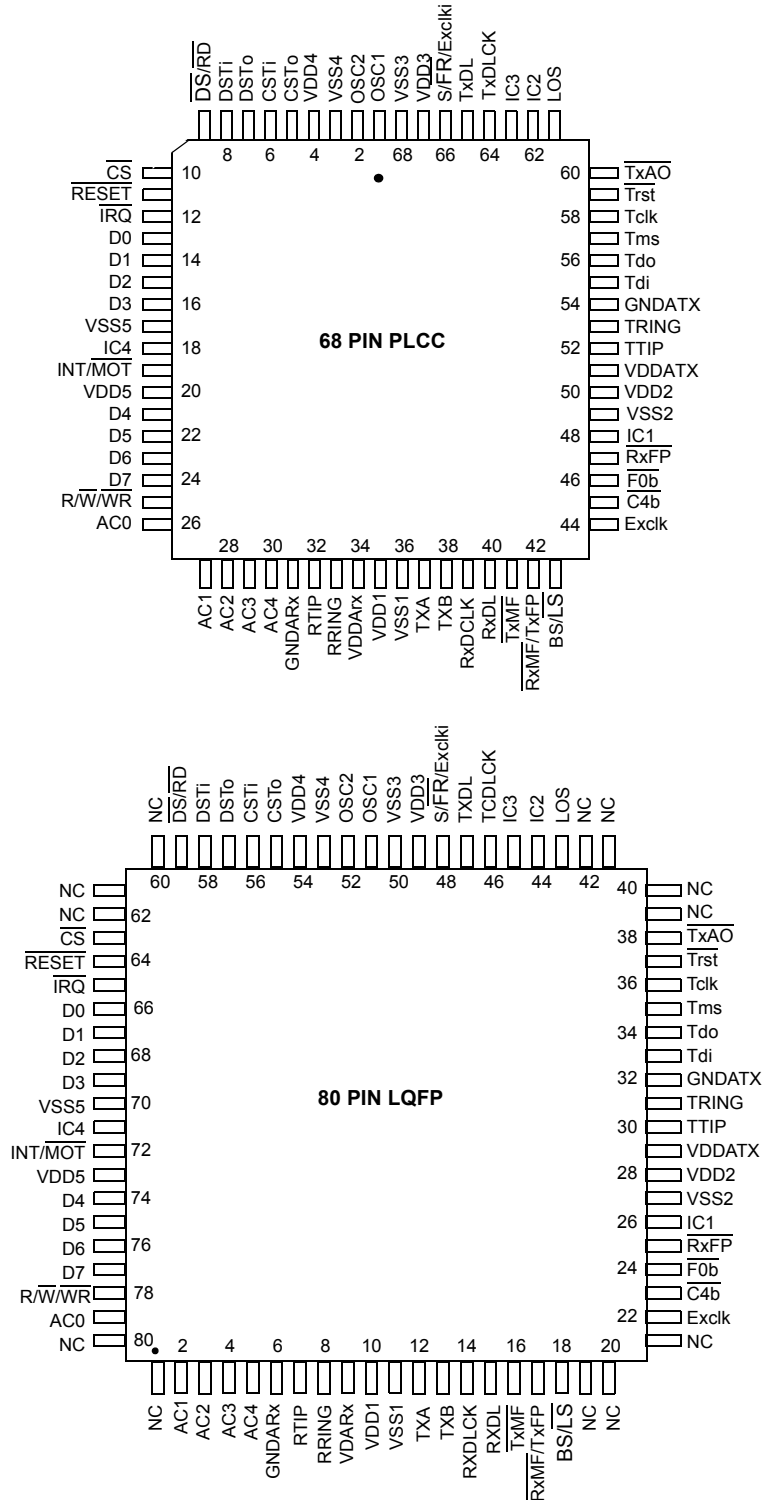 DS/RD DSTi DSTo CSTi CSTo VDD4 VSS4 OSC2 OSC1 VSS3 VDD3 S/FR/Exclki TxDL TxDLCK IC3 IC2 LOS
8 6 4 2 68 66 64 62
CS 10
RESET
IRQ 12
D0
D1 14
D2
D3 16
VSS5
IC4 18
INT/MOT
VDD5 20
D4
D5 22
D6
D7 24
R/W/WR
AC0 26
68 PIN PLCC
60 TxAO
Trst
58 Tclk
Tms
56 Tdo
Tdi
54 GNDATX
TRING
52 TTIP
VDDATX
50 VDD2
VSS2
48 IC1
RxFP
46 F0b
C4b
44 Exclk
28 30 32 34 36 38 40 42
AC1 AC2 AC3 AC4 GNDARx RTIP RRING VDDArx VDD1 VSS1 TXA TXB RxDCLK RxDL TxMF RxMF/TxFP BS/LS
NC DS/RD DSTi DSTo CSTi CSTo VDD4 VSS4 OSC2 OSC1 VSS3 VDD3 S/FR/Exclki TXDL TCDLCK IC3 IC2 LOS NC NC
60 58 56 54 52 50 48 46 44 42
NC
NC 62
CS
RESET 64
IRQ
D0 66
D1
D2 68
D3
VSS5 70
IC4
INT/MOT 72
VDD5
D4 74
D5
D6 76
D7
R/W/WR 78
AC0
NC 80
80 PIN LQFP
40 NC
NC
38 TxAO
Trst
36 Tclk
Tms
34 Tdo
Tdi
32 GNDATX
TRING
30 TTIP
VDDATX
28 VDD2
VSS2
26 IC1
RxFP
24 F0b
C4b
22 Exclk
NC
2 4 6 8 10 12 14 16 18 20
NC AC1 AC2 AC3 AC4 GNDARx RTIP RRING VDARx VDD1 VSS1 TXA TXB RXDLCK RXDL TxMF RxMF/TxFP BS/LS NC NC